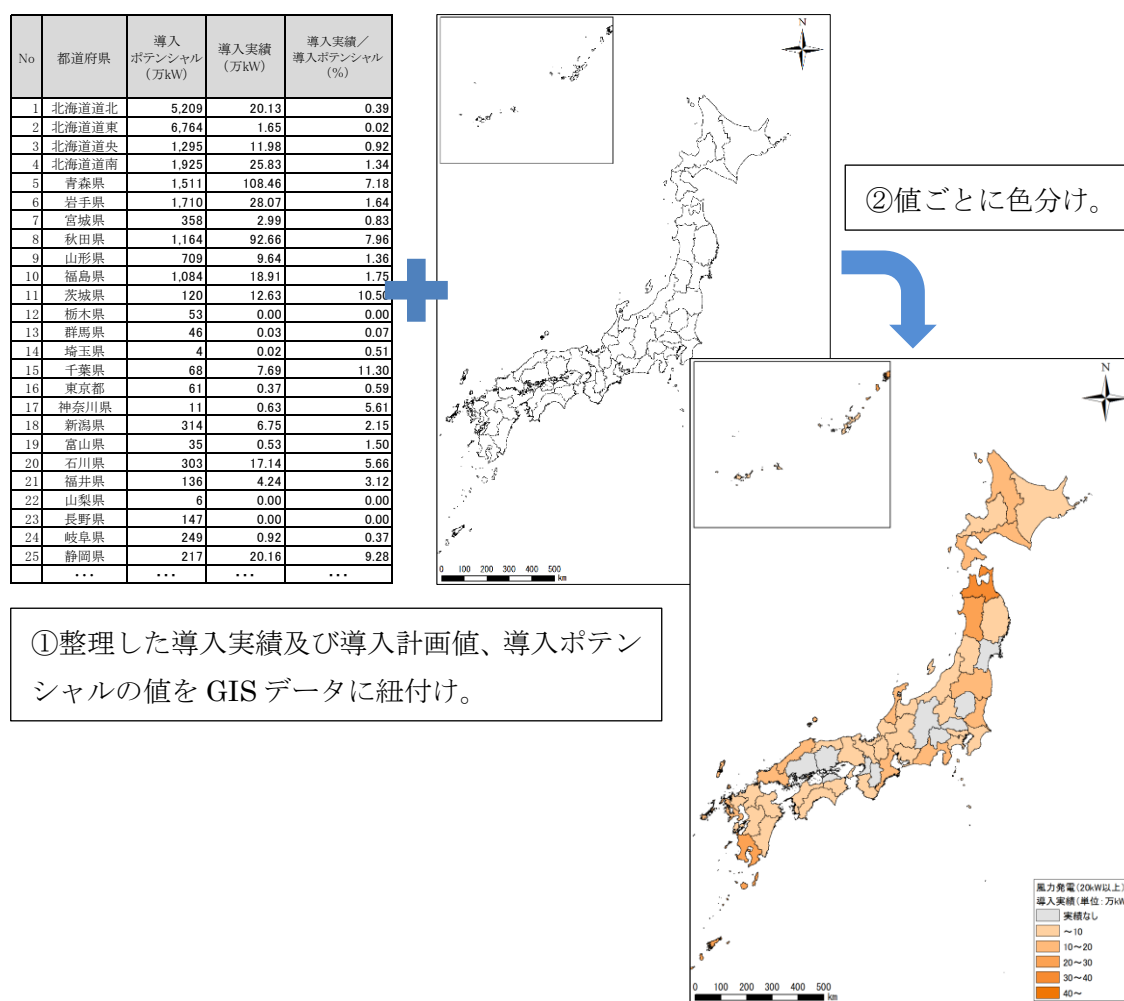 No 都道府県 導入ポテンシャル(万kW) 導入実績(万kW) 導入実績/導入ポテンシャル(%)
1 北海道道北 5,209 20.13 0.39
2 北海道道東 6,764 1.65 0.02
3 北海道道央 1,295 11.98 0.92
4 北海道道南 1,925 25.83 1.34
5 青森県 1,511 108.46 7.18
6 岩手県 1,710 28.07 1.64
7 宮城県 358 2.99 0.83
8 秋田県 1,164 92.66 7.96
9 山形県 709 9.64 1.36
10 福島県 1,084 18.91 1.75
11 茨城県 120 12.63 10.50
12 栃木県 53 0.00 0.00
13 群馬県 46 0.03 0.07
14 埼玉県 4 0.02 0.51
15 千葉県 68 7.69 11.30
16 東京都 61 0.37 0.59
17 神奈川県 11 0.63 5.61
18 新潟県 314 6.75 2.15
19 富山県 35 0.53 1.50
20 石川県 303 17.14 5.66
21 福井県 136 4.24 3.12
22 山梨県 6 0.00 0.00
23 長野県 147 0.00 0.00
24 岐阜県 249 0.92 0.37
25 静岡県 217 20.16 9.28
… … … …
N
0 100 200 300 400 500
km
②値ごとに色分け。
①整理した導入実績及び導入計画値、導入ポテン
シャルの値を GIS データに紐付け。
N
0 100 200 300 400 500
km
風力発電(20kW以上)
導入実績(単位:万kW
実績なし
~10
10~20
20~30
30~40
40~